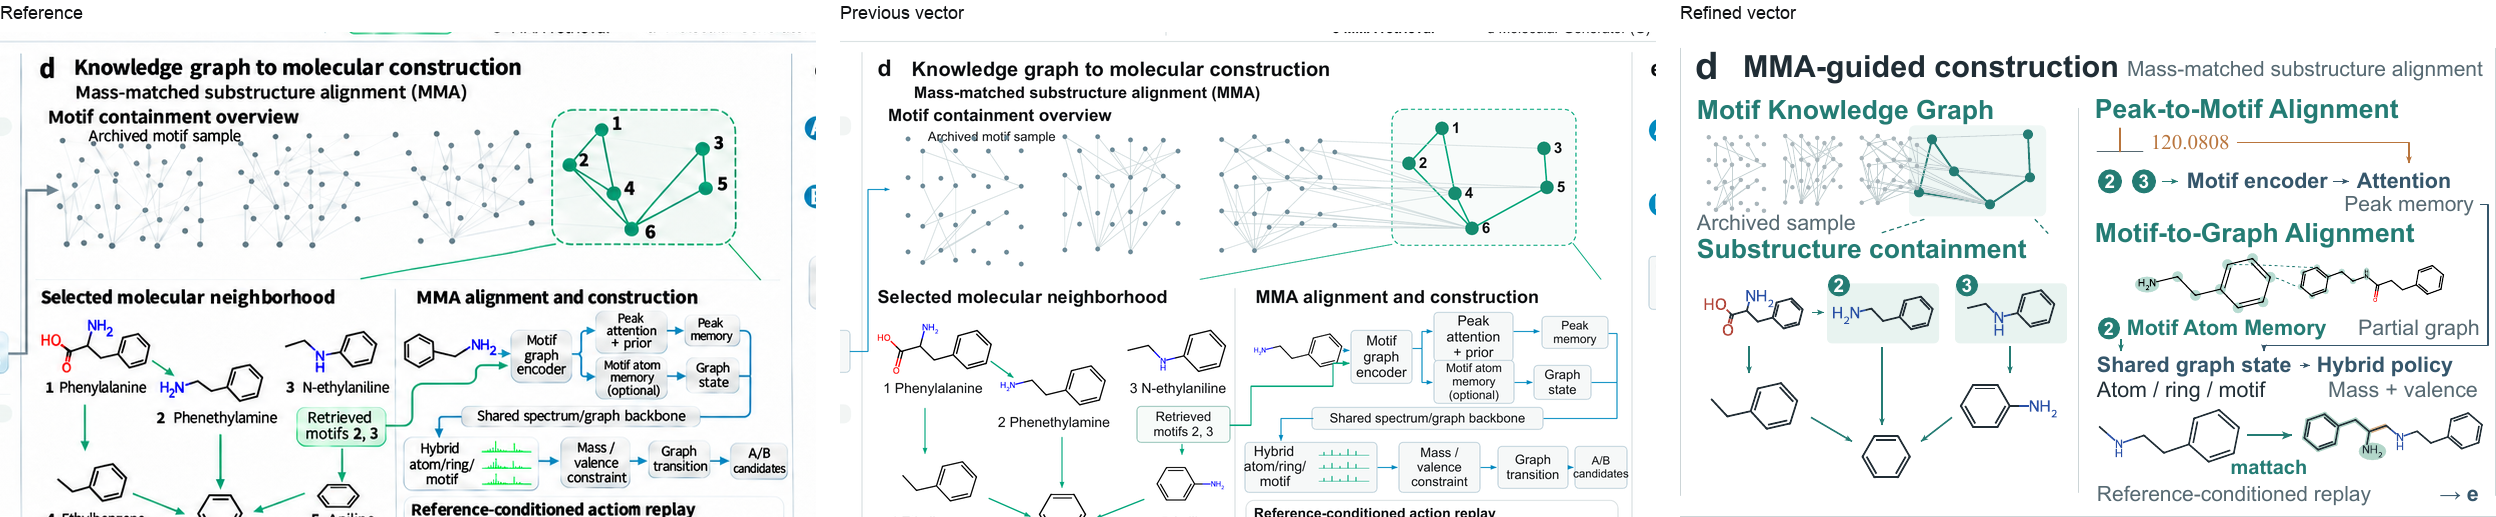 Reference
d Knowledge graph to molecular construction
Mass-matched substructure alignment (MMA)
Motif containment overview
Archived motif sample
1
2
3
4
5
6
Selected molecular neighborhood
MMA alignment and construction
HO
NH₂
O
1 Phenylalanine
H₂N
2 Phenethylamine
N
H
3 N-ethylaniline
Retrieved
motifs 2, 3
NH₂
Motif
graph
encoder
Peak
attention
+ prior
Peak
memory
Motif atom
memory
(optional)
Graph
state
Shared spectrum/graph backbone
Hybrid
atom/ring/
motif
Mass /
valence
constraint
Graph
transition
A/B
candidates
Reference-conditioned action replay
Previous vector
d Knowledge graph to molecular construction
Mass-matched substructure alignment (MMA)
Motif containment overview
Archived motif sample
1
2
3
4
5
6
Selected molecular neighborhood
MMA alignment and construction
HO
NH₂
O
1 Phenylalanine
H₂N
2 Phenethylamine
N
H
3 N-ethylaniline
Retrieved
motifs 2, 3
NH₂
H₂N
Motif
graph
encoder
Peak
attention
+ prior
Peak
memory
Motif atom
memory
(optional)
Graph
state
Shared spectrum/graph backbone
Hybrid
atom/ring/
motif
Mass /
valence
constraint
Graph
transition
A/B
candidates
Reference-conditioned action replay
Refined vector
d MMA-guided construction Mass-matched substructure alignment
Motif Knowledge Graph
Archived sample
Substructure containment
HO
NH₂
O
2
H₂N
3
N
H
NH₂
Peak-to-Motif Alignment
120.0808
2 3 → Motif encoder → Attention
Peak memory
Motif-to-Graph Alignment
H₂N
H
N
O
2 Motif Atom Memory Partial graph
Shared graph state → Hybrid policy
Atom / ring / motif Mass + valence
N
H
NH₂
N
H
mattach
Reference-conditioned replay → e